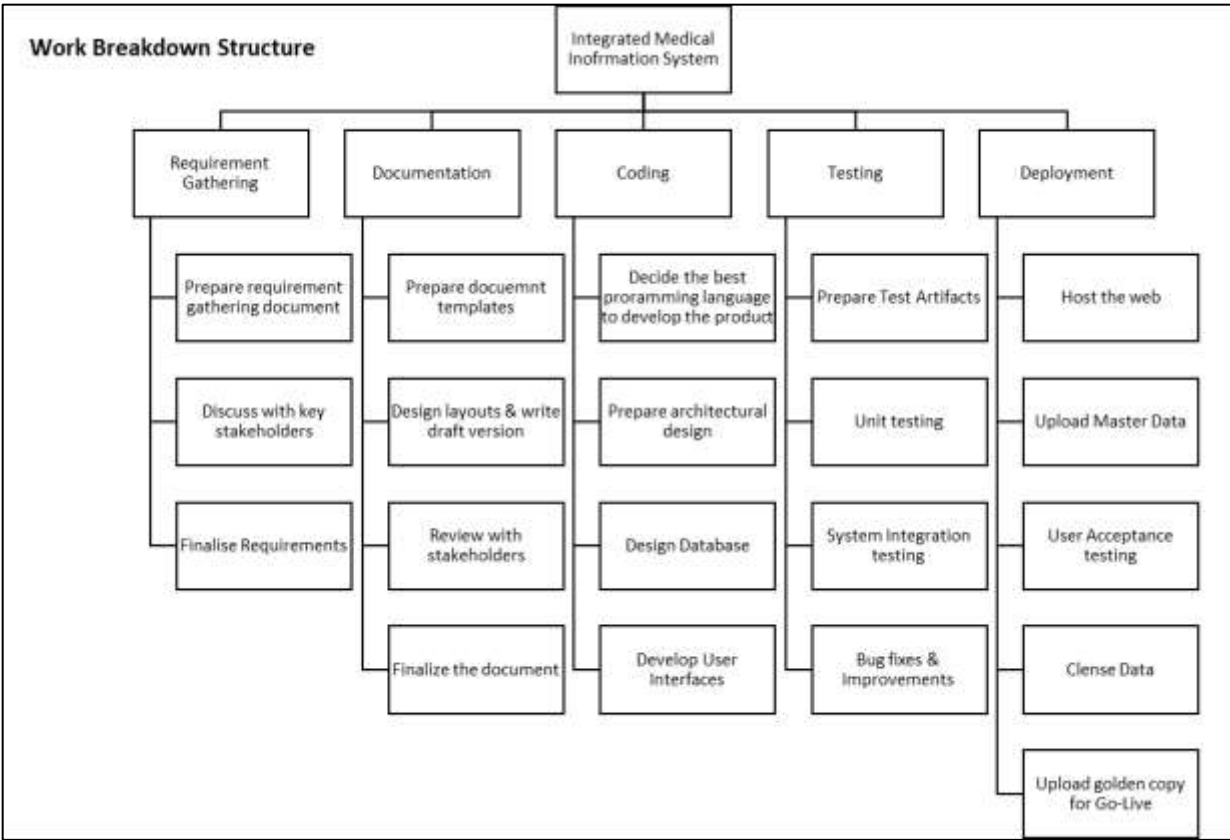 Work Breakdown Structure
Integrated Medical
Inofrmation System
Requirement
Gathering
Documentation
Coding
Testing
Deployment
Prepare requirement
gathering document
Prepare docuemnt
templates
Decide the best
proramming language
to develop the product
Prepare Test Artifacts
Host the web
Discuss with key
stakeholders
Design layouts & write
draft version
Prepare architectural
design
Unit testing
Upload Master Data
Finalise Requirements
Review with
stakeholders
Design Database
System Integration
testing
User Acceptance
testing
Finalize the document
Develop User
Interfaces
Bug fixes &
Improvements
Clense Data
Upload golden copy
for Go-Live